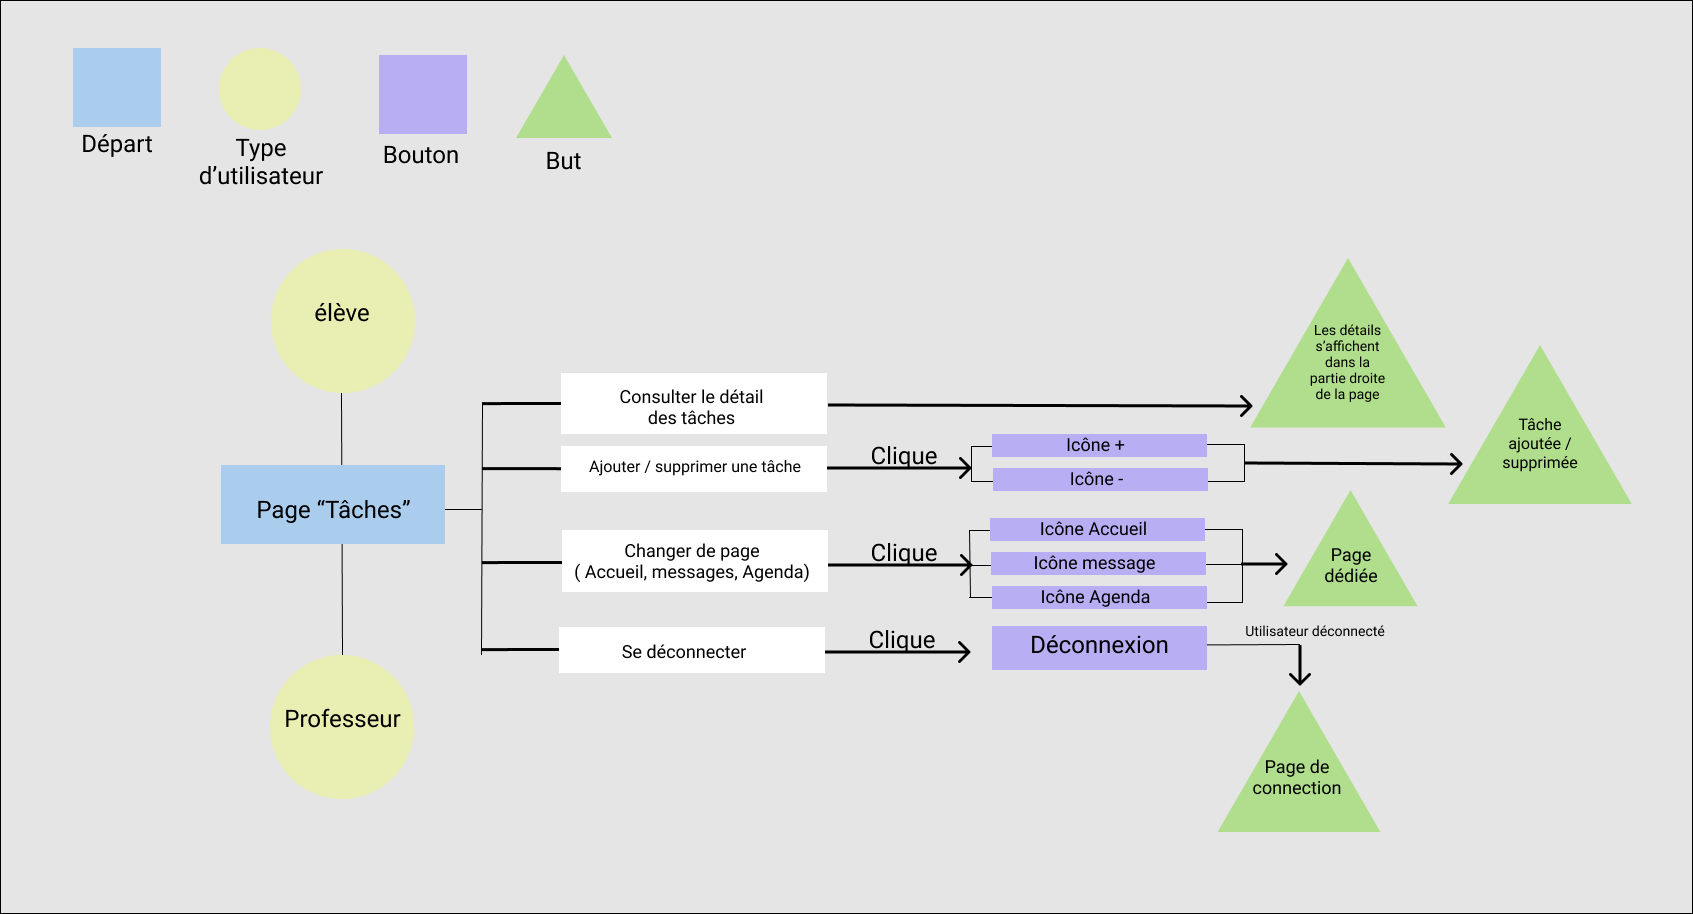 Départ
Type
d’utilisateur
Bouton
But
élève
Page “Tâches”
Professeur
Consulter le détail
des tâches
Les détails
s’affichent
dans la
partie droite
de la page
Ajouter / supprimer une tâche
Clique
Icône +
Icône -
Tâche
ajoutée /
supprimée
Changer de page
( Accueil, messages, Agenda)
Clique
Icône Accueil
Icône message
Icône Agenda
Page
dédiée
Se déconnecter
Clique
Déconnexion
Utilisateur déconnecté
Page de
connection